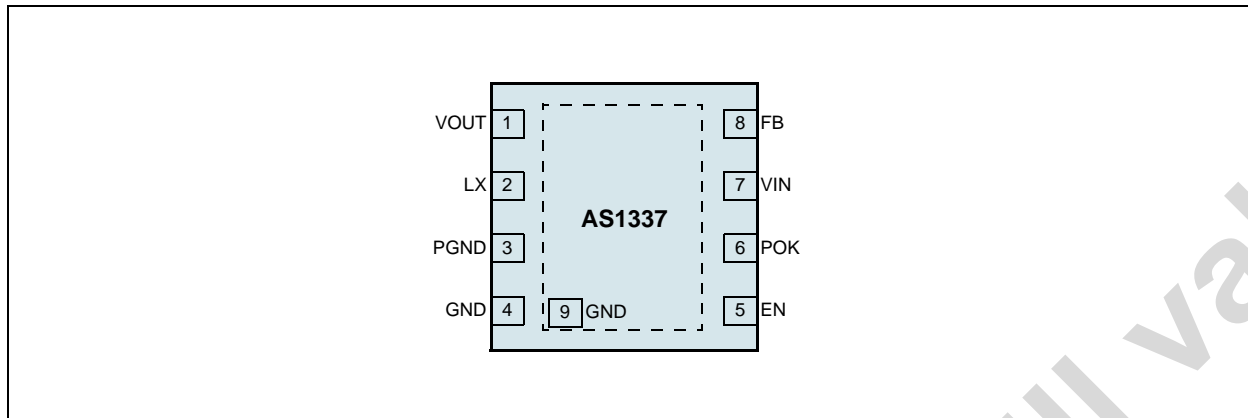 VOUT 1
8 FB
LX 2
7 VIN
AS1337
PGND 3
6 POK
GND 4
9 GND
5 EN